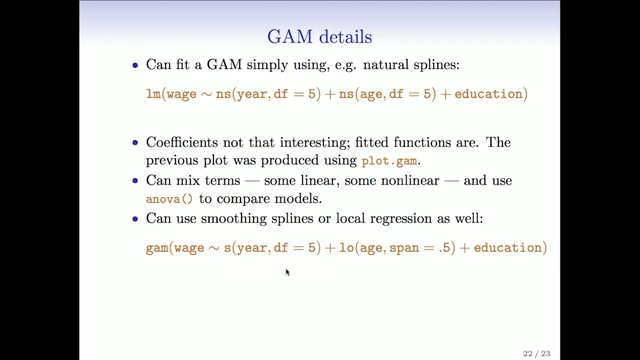 GAM details
• Can fit a GAM simply using, e.g. natural splines:
lm(wage ∼ ns(year, df = 5) + ns(age, df = 5) + education)
• Coefficients not that interesting; fitted functions are. The
previous plot was produced using plot.gam.
• Can mix terms — some linear, some nonlinear — and use
anova() to compare models.
• Can use smoothing splines or local regression as well:
gam(wage ∼ s(year, df = 5) + lo(age, span = .5) + education)
22 / 23